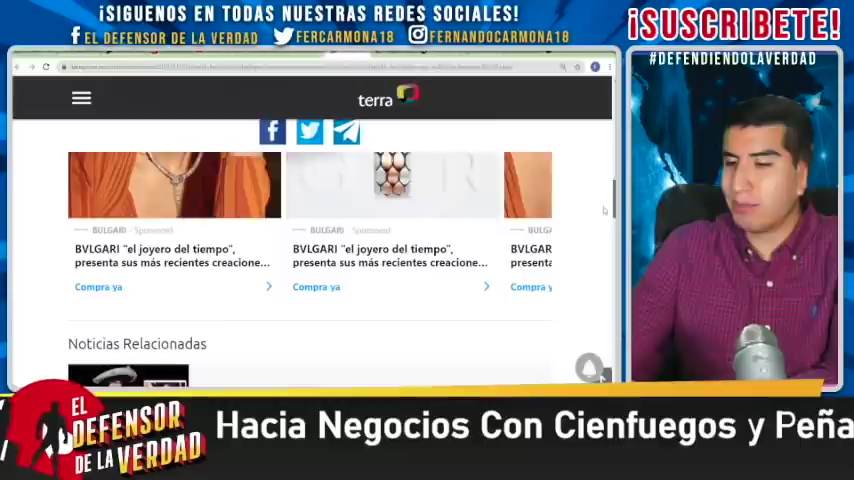 ¡SIGUENOS EN TODAS NUESTRAS REDES SOCIALES!
EL DEFENSOR DE LA VERDAD
FERCARMONA18
FERNANDOCARMONA18
¡SUSCRIBETE!
#DEFENDIENDOLAVERDAD
terra
BULGARI Sponsored
BVLGARI "el joyero del tiempo",
presenta sus más recientes creacione...
Compra ya
BULGARI Sponsored
BVLGARI "el joyero del tiempo",
presenta sus más recientes creacione...
Compra ya
BULGA
BVLGAR
presenta
Compra y
Noticias Relacionadas
EL
DEFENSOR
DE LA VERDAD
Hacia Negocios Con Cienfuegos y Peña